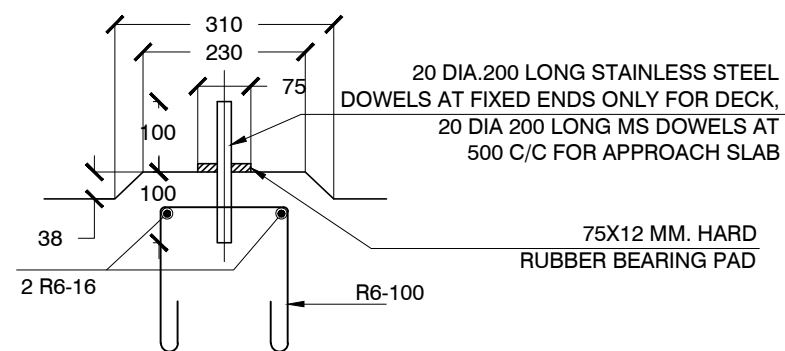 310
230
75
100
100
38
2 R6-16
20 DIA.200 LONG STAINLESS STEEL
DOWELS AT FIXED ENDS ONLY FOR DECK,
20 DIA 200 LONG MS DOWELS AT
500 C/C FOR APPROACH SLAB
75X12 MM. HARD
RUBBER BEARING PAD
R6-100